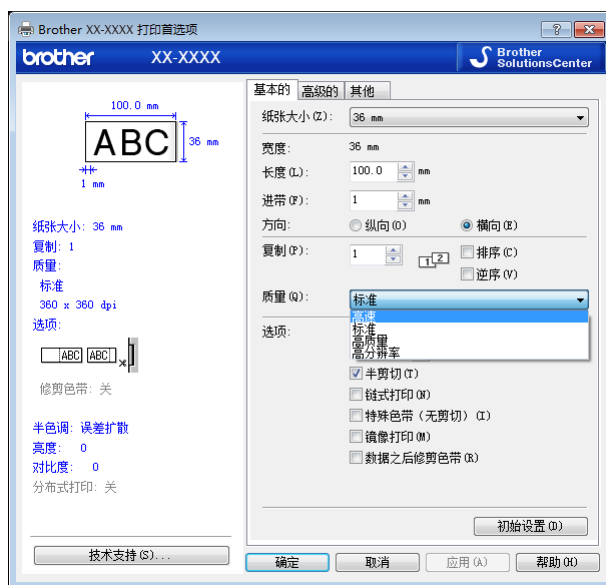 Brother XX-XXXX 打印首选项
brother XX-XXXX
Brother SolutionsCenter
基本的 高级的 其他
100.0 mm
ABC
36 mm
1 mm
纸张大小: 36 mm
复制: 1
质量:
标准
360 x 360 dpi
选项:
ABC ABC
修剪色带: 关
半色调: 误差扩散
亮度: 0
对比度: 0
分布式打印: 关
技术支持(S)...
纸张大小(Z): 36 mm
宽度: 36 mm
长度(L): 100.0 mm
进带(F): 1 mm
方向: 纵向(O) 横向(E)
复制(P): 1 1 2 排序(C)
逆序(V)
质量(Q): 标准
高速
标准
高质量
高分辨率
选项:
半剪切(T)
链式打印(N)
特殊色带（无剪切）(I)
镜像打印(M)
数据之后修剪色带(R)
初始设置(D)
确定 取消 应用(A) 帮助(H)